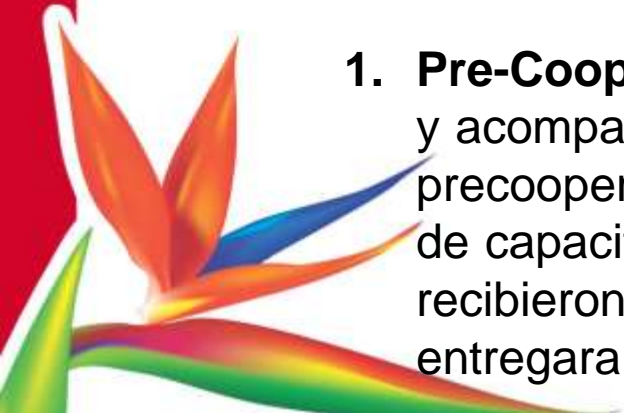 1. Pre-Coop
y acompa
precooper
de capaci
recibieron
entregara